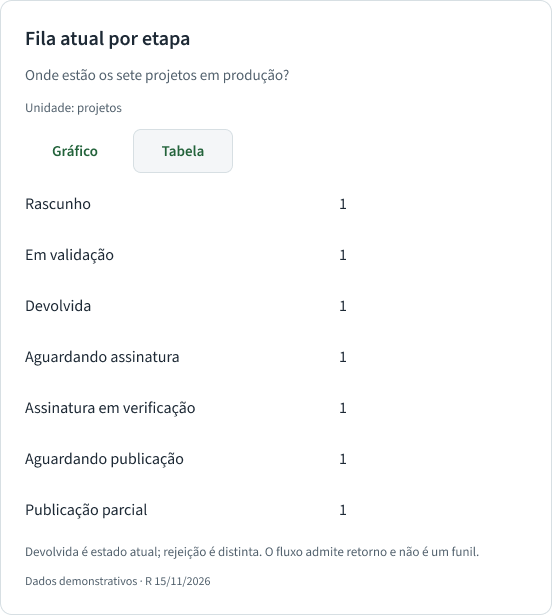 Fila atual por etapa
Onde estão os sete projetos em produção?
Unidade: projetos
Gráfico Tabela
Rascunho 1
Em validação 1
Devolvida 1
Aguardando assinatura 1
Assinatura em verificação 1
Aguardando publicação 1
Publicação parcial 1
Devolvida é estado atual; rejeição é distinta. O fluxo admite retorno e não é um funil.
Dados demonstrativos · R 15/11/2026